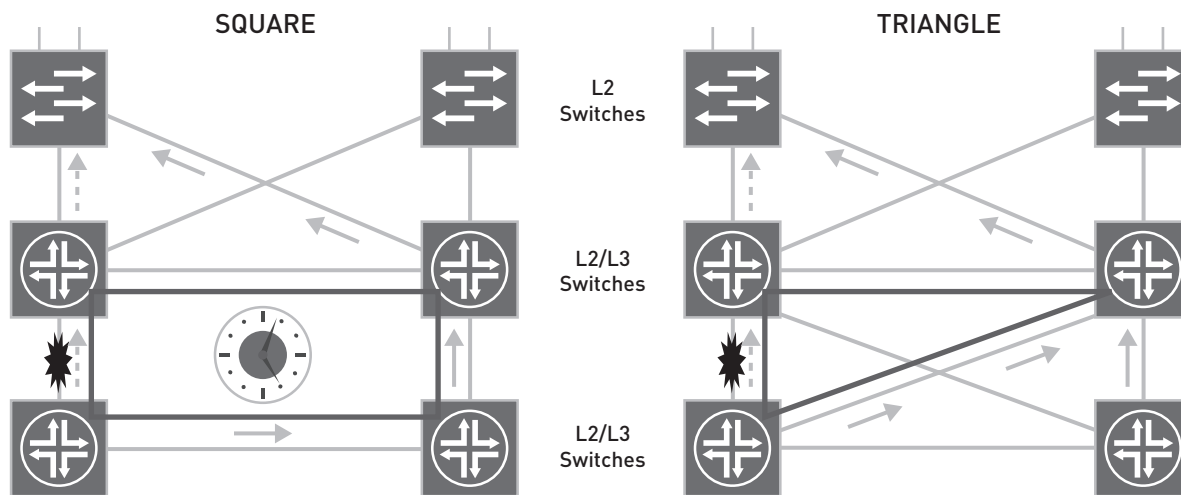 SQUARE
TRIANGLE
L2
Switches
L2/L3
Switches
L2/L3
Switches